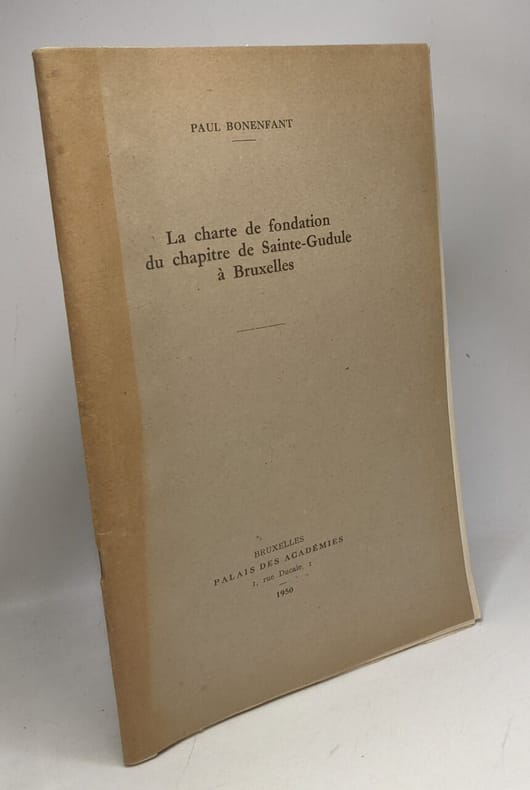 PAUL BONENFANT
La charte de fondation
du chapitre de Sainte-Gudule
à Bruxelles
BRUXELLES
PALAIS DES ACADÉMIES
1, rue Ducale, 1
1950